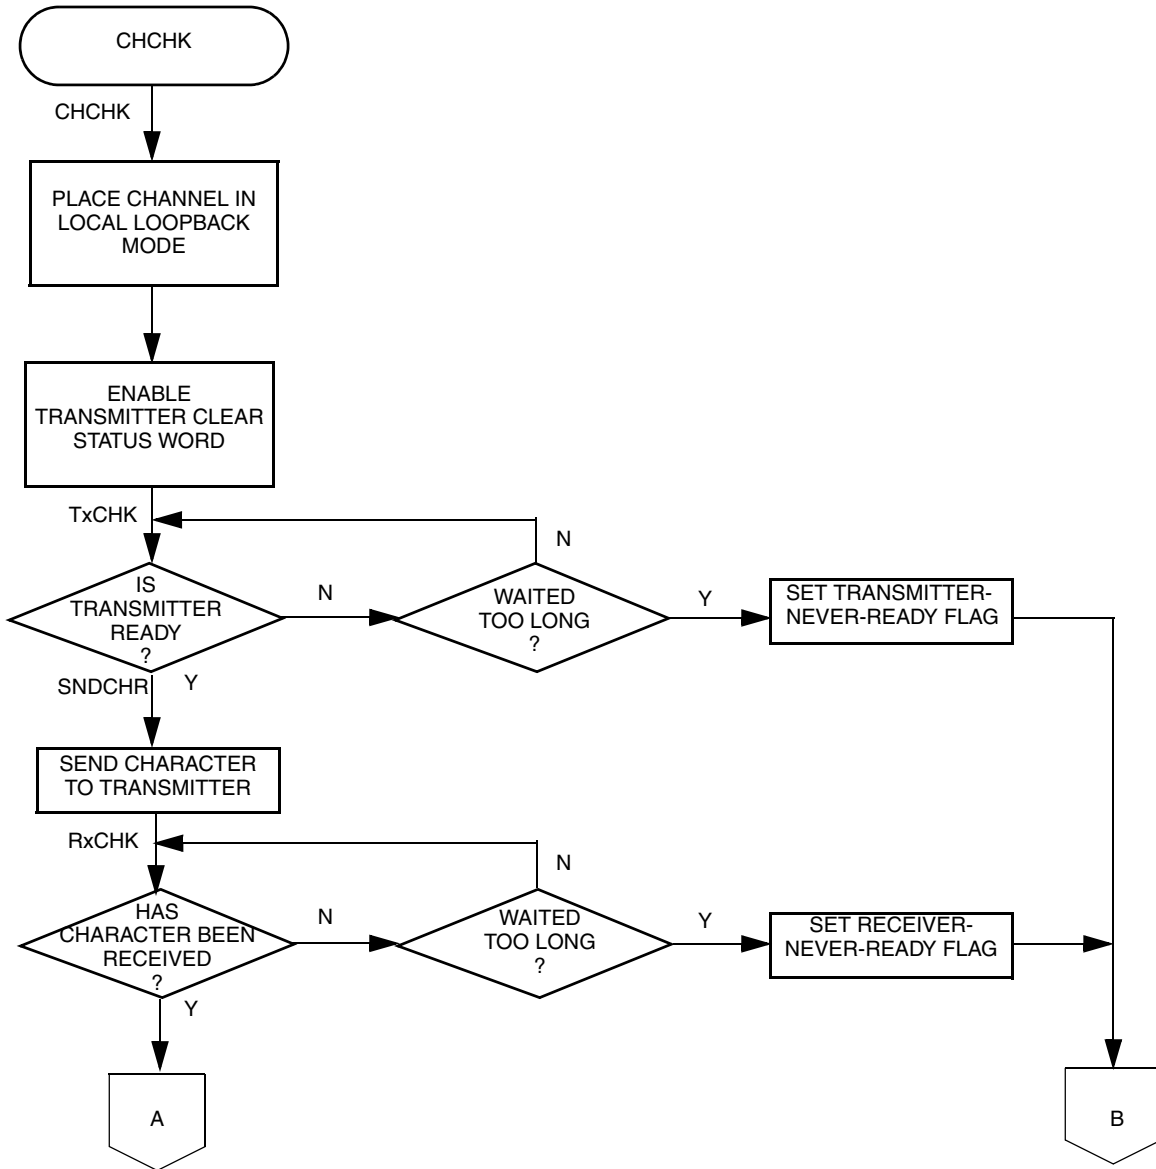 CHCHK
CHCHK
PLACE CHANNEL IN
LOCAL LOOPBACK
MODE
ENABLE
TRANSMITTER CLEAR
STATUS WORD
TxCHK
N
IS
TRANSMITTER
READY
?
N
WAITED
TOO LONG
?
Y
SET TRANSMITTER-
NEVER-READY FLAG
SNDCHR
Y
SEND CHARACTER
TO TRANSMITTER
RxCHK
N
HAS
CHARACTER BEEN
RECEIVED
?
N
WAITED
TOO LONG
?
Y
SET RECEIVER-
NEVER-READY FLAG
Y
A
B